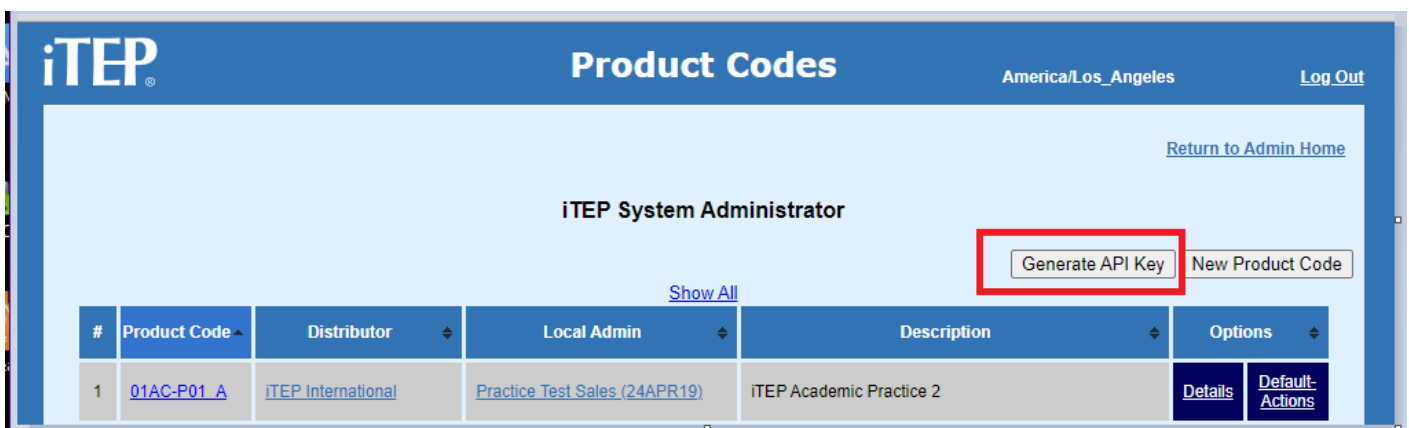 iTEP®
Product Codes
America/Los_Angeles
Log Out
Return to Admin Home
iTEP System Administrator
Generate API Key
New Product Code
Show All
# Product Code Distributor Local Admin Description Options
1 01AC-P01_A iTEP International Practice Test Sales (24APR19) iTEP Academic Practice 2 Details Default-
Actions